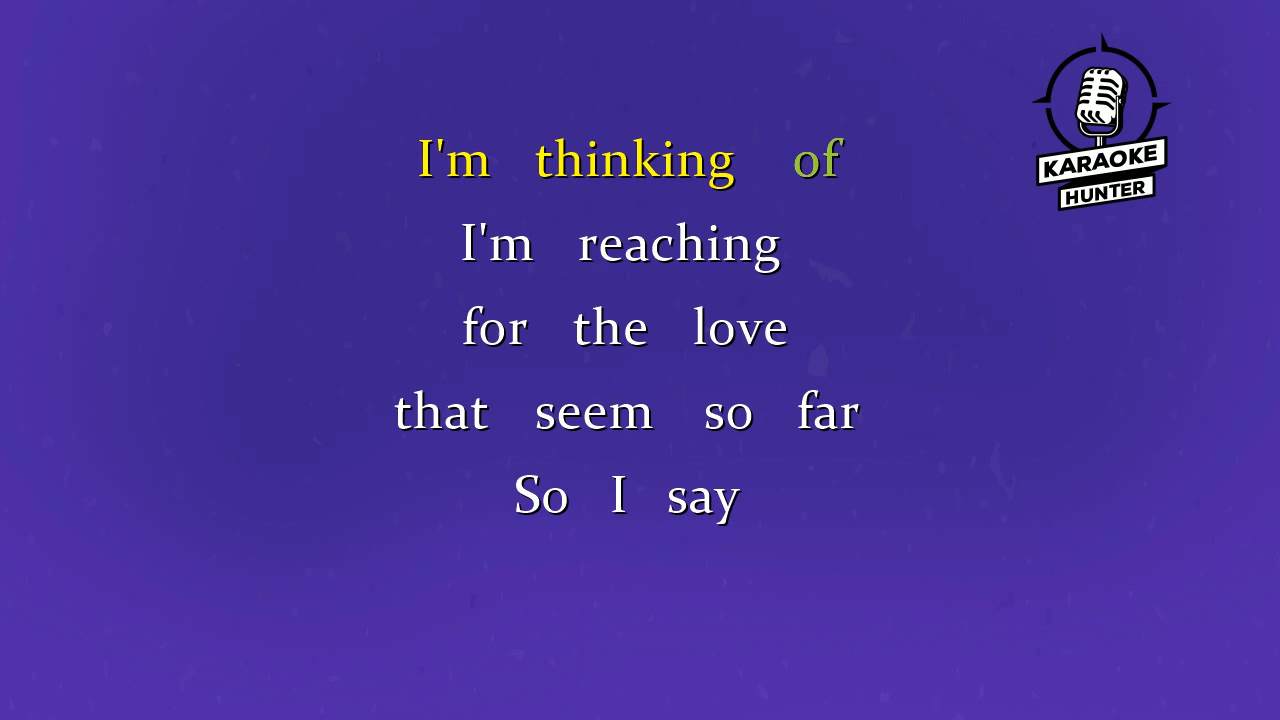 I'm thinking of
I'm reaching
for the love
that seem so far
So I say
KARAOKE
HUNTER